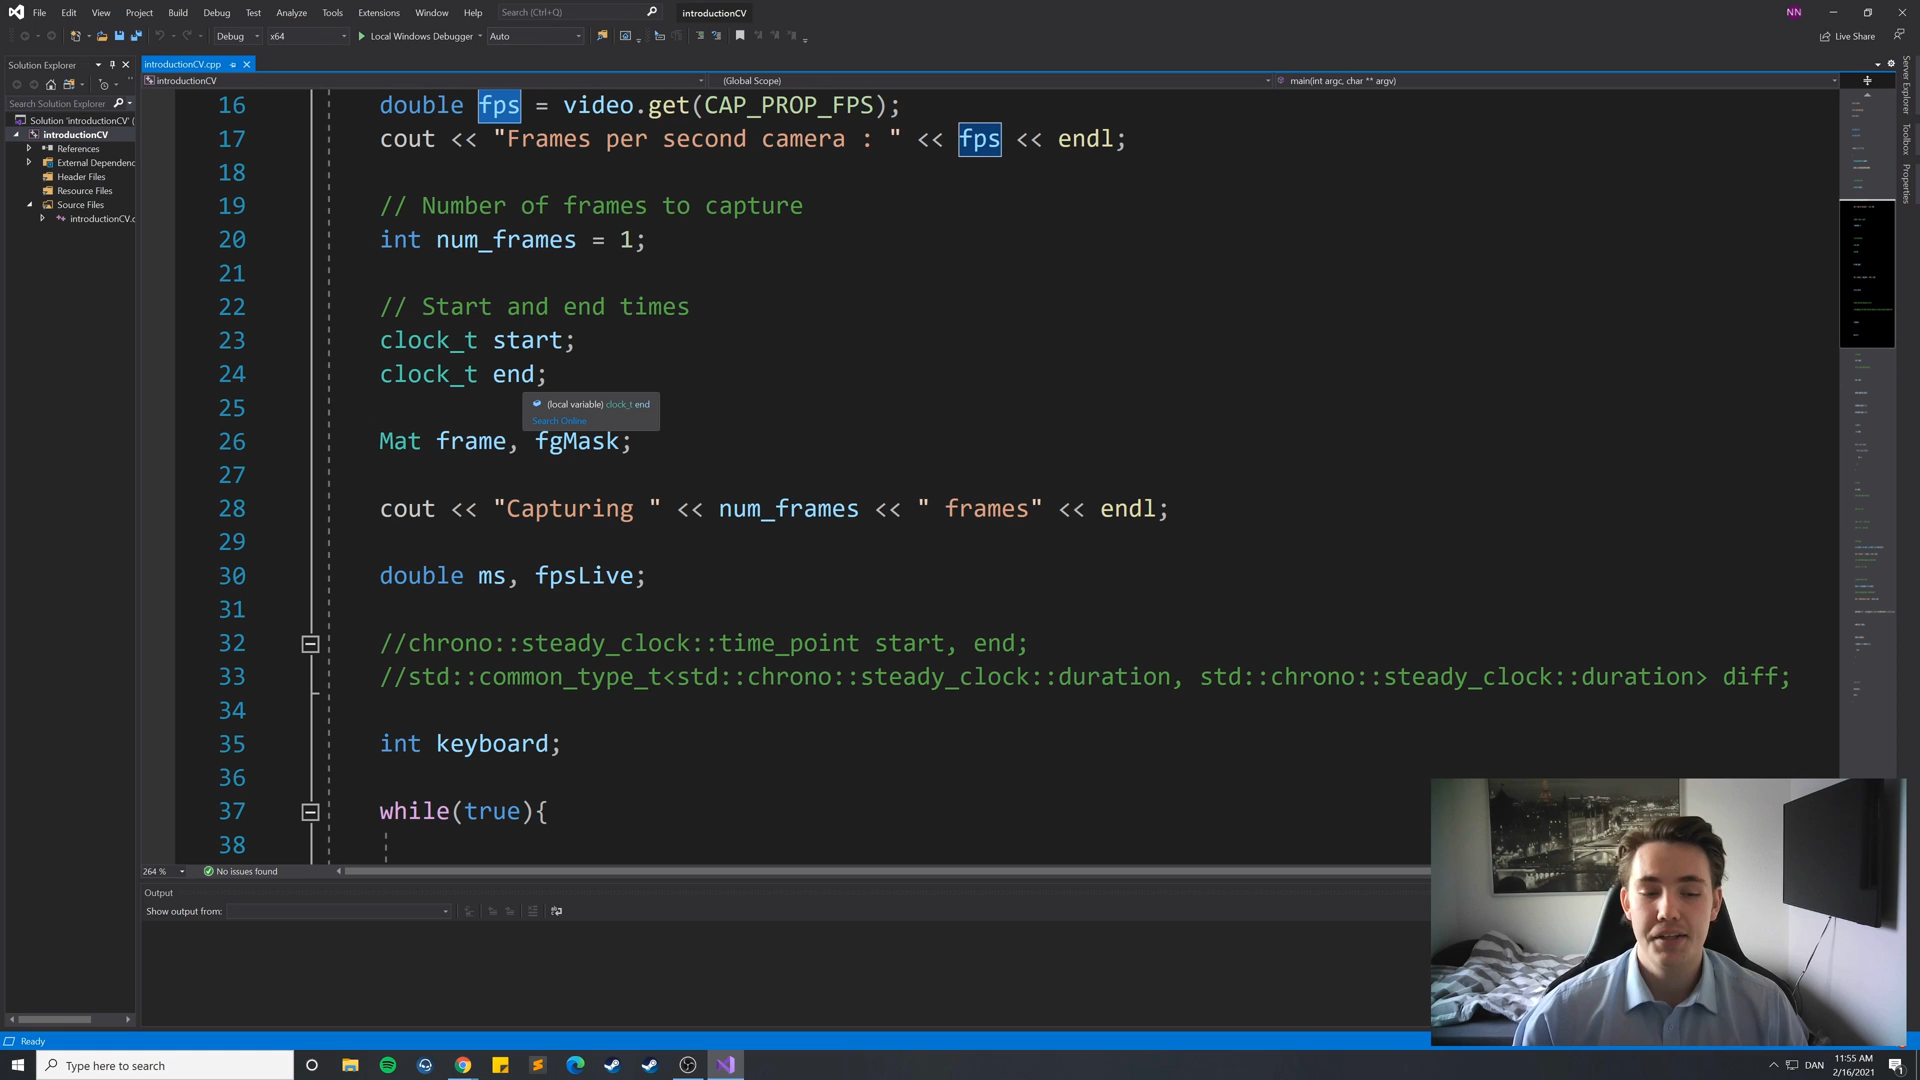 File Edit View Project Build Debug Test Analyze Tools Extensions Window Help Search (Ctrl+Q) introductionCV NN
Debug x64 Local Windows Debugger Auto Live Share
Solution Explorer
Search Solution Explorer
Solution 'introductionCV' (
introductionCV
References
External Dependenc
Header Files
Resource Files
Source Files
introductionCV.c
introductionCV.cpp
introductionCV (Global Scope) main(int argc, char ** argv)
16 double fps = video.get(CAP_PROP_FPS);
17 cout << "Frames per second camera : " << fps << endl;
18
19 // Number of frames to capture
20 int num_frames = 1;
21
22 // Start and end times
23 clock_t start;
24 clock_t end;
25 (local variable) clock_t end
Search Online
26 Mat frame, fgMask;
27
28 cout << "Capturing " << num_frames << " frames" << endl;
29
30 double ms, fpsLive;
31
32 //chrono::steady_clock::time_point start, end;
33 //std::common_type_t<std::chrono::steady_clock::duration, std::chrono::steady_clock::duration> diff;
34
35 int keyboard;
36
37 while(true){
38
264 % No issues found
Output
Show output from:
Server Explorer
Toolbox
Properties
Ready
Type here to search
DAN
11:55 AM
2/16/2021
1